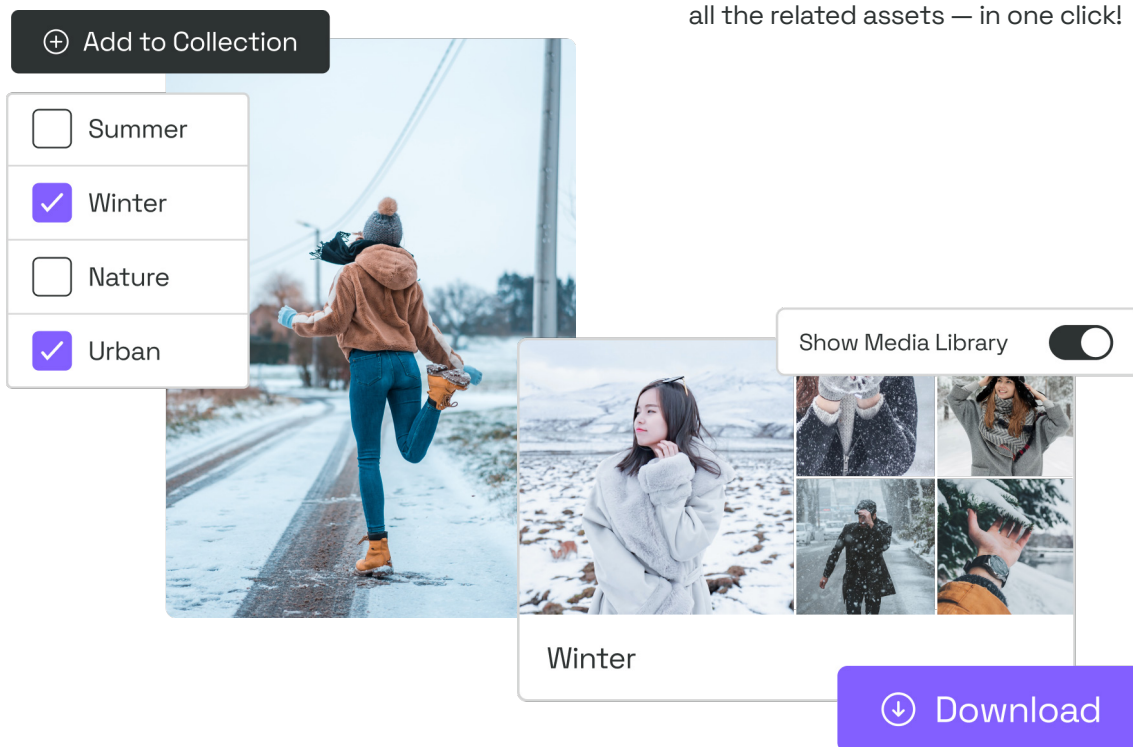 all the related assets — in one click!
Add to Collection
Summer
Winter
Nature
Urban
Show Media Library
Winter
Download